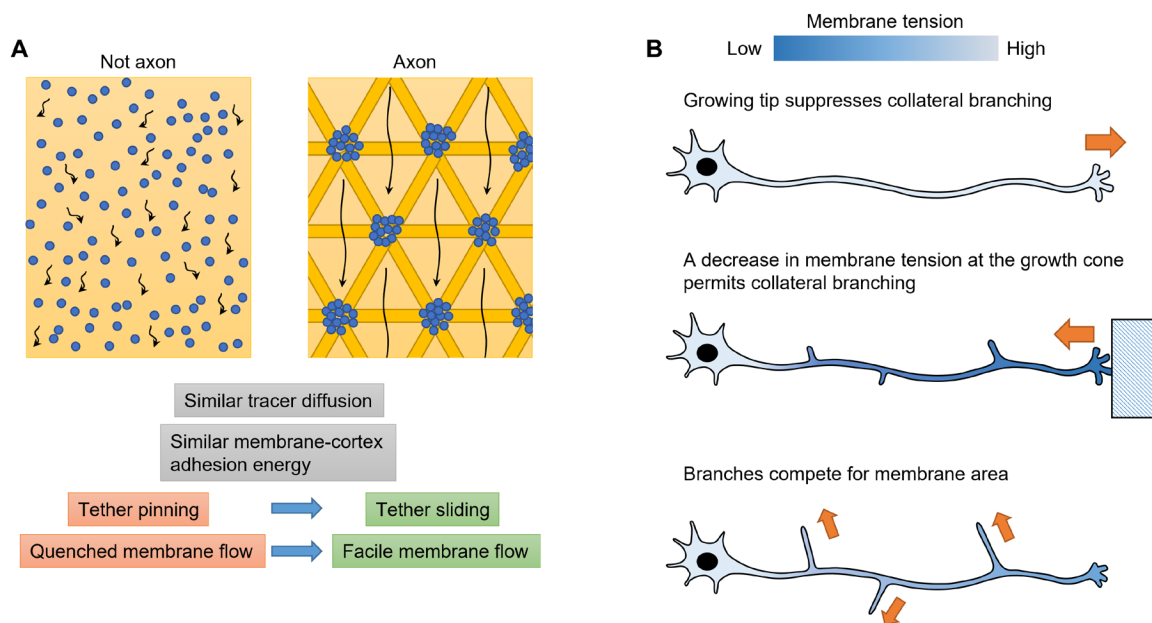 A
Not axon
Axon
Similar tracer diffusion
Similar membrane-cortex
adhesion energy
Tether pinning
Tether sliding
Quenched membrane flow
Facile membrane flow
B
Membrane tension
Low
High
Growing tip suppresses collateral branching
A decrease in membrane tension at the growth cone
permits collateral branching
Branches compete for membrane area